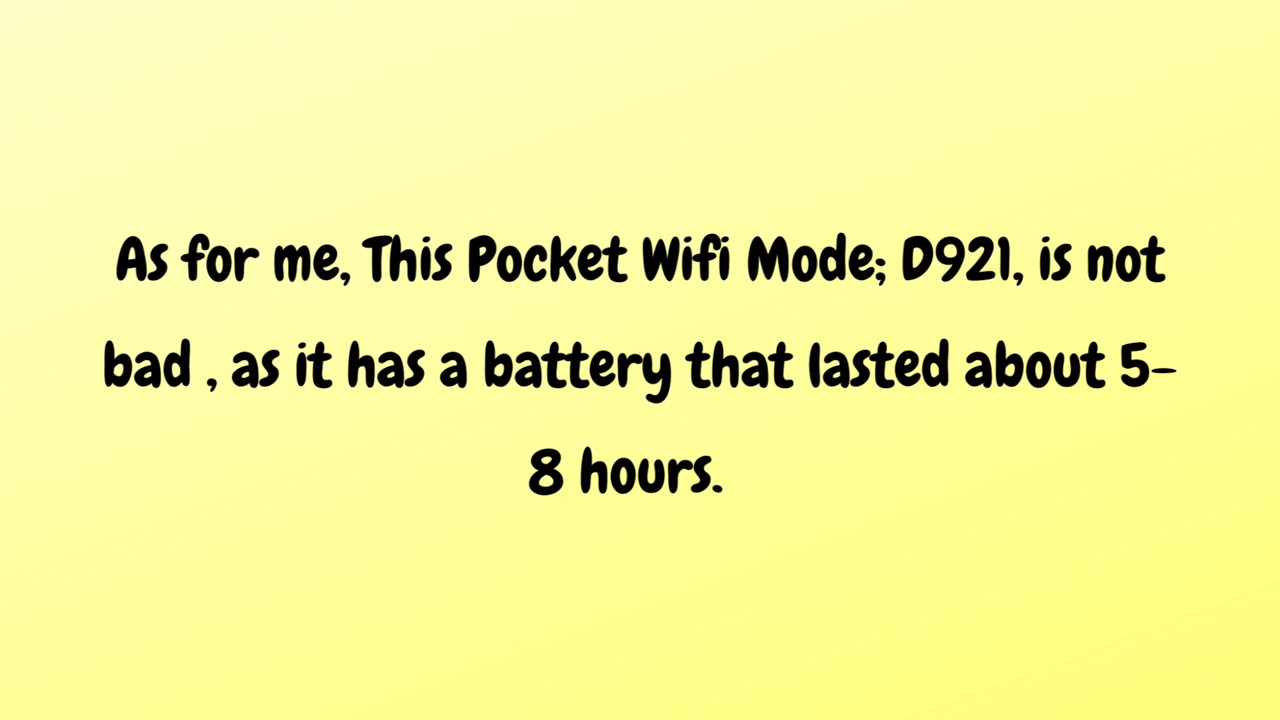 As for me, This Pocket Wifi Mode; D921, is not
bad , as it has a battery that lasted about 5-
8 hours.